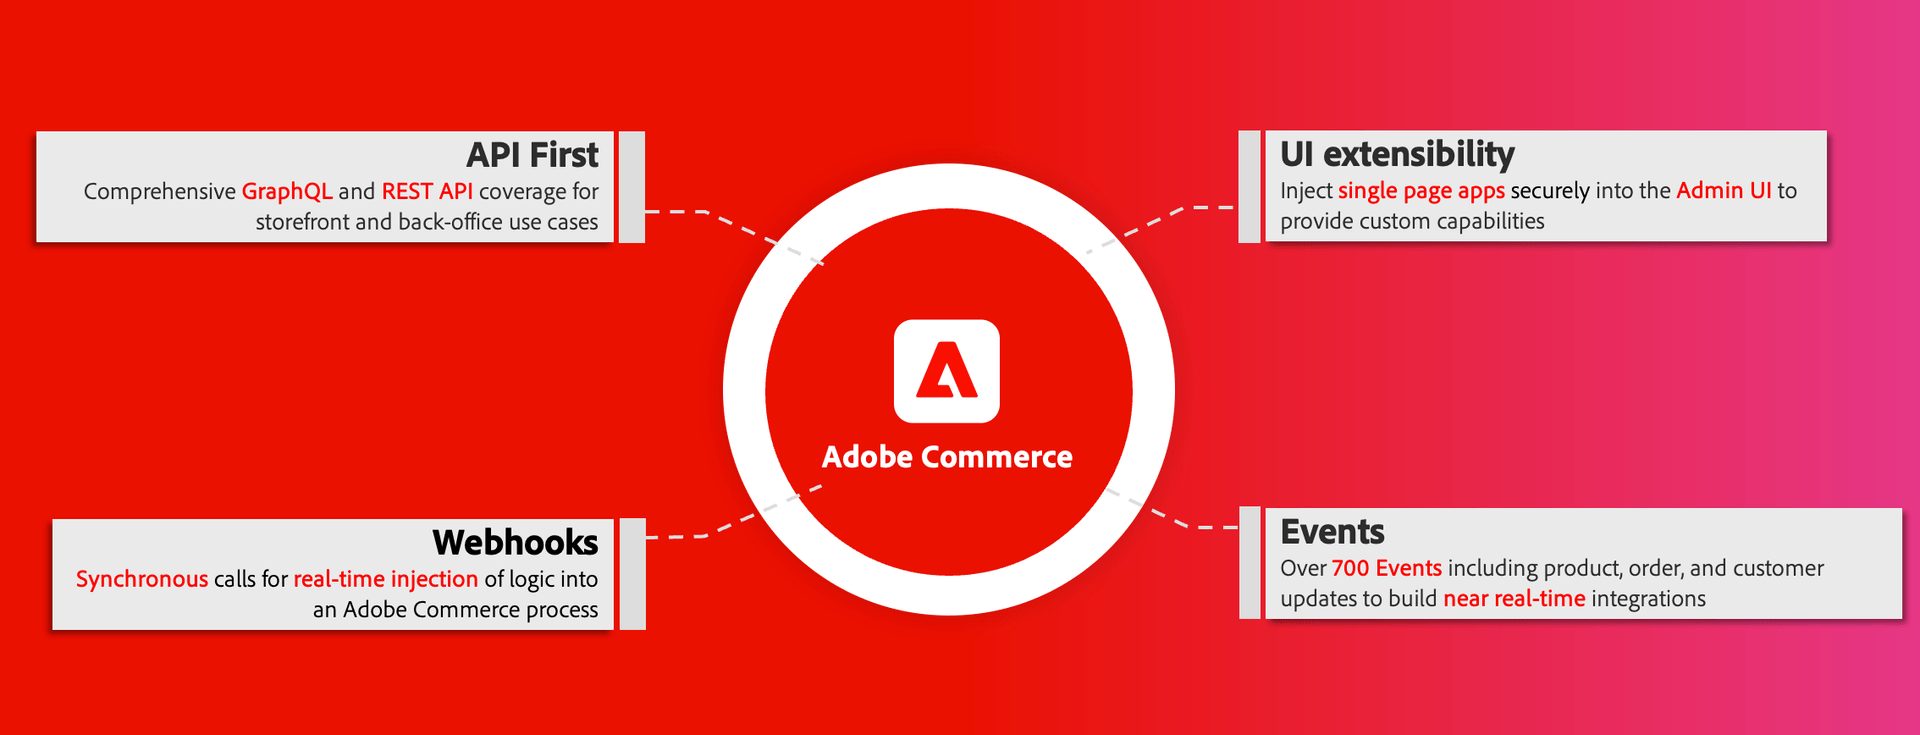 API First
Comprehensive GraphQL and REST API coverage for
storefront and back-office use cases
UI extensibility
Inject single page apps securely into the Admin UI to
provide custom capabilities
Adobe Commerce
Webhooks
Synchronous calls for real-time injection of logic into
an Adobe Commerce process
Events
Over 700 Events including product, order, and customer
updates to build near real-time integrations